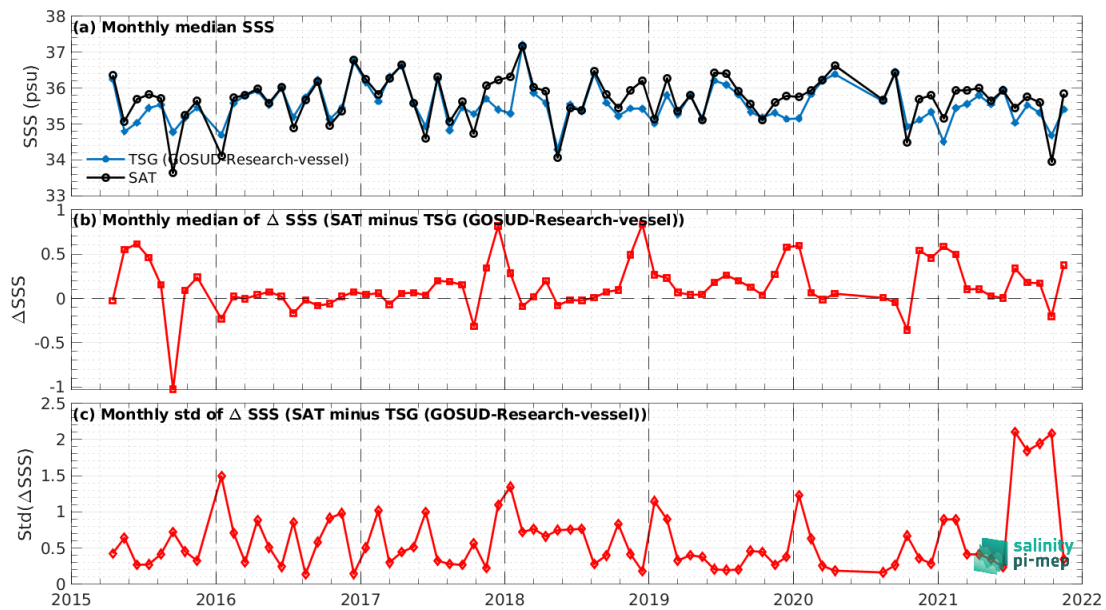 (a) Monthly median SSS
38
37
36
35
34
33
SSS (psu)
TSG (GOSUD-Research-vessel)
SAT
(b) Monthly median of Δ SSS (SAT minus TSG (GOSUD-Research-vessel))
1
0.5
0
-0.5
-1
ΔSSS
(c) Monthly std of Δ SSS (SAT minus TSG (GOSUD-Research-vessel))
2.5
2
1.5
1
0.5
0
Std(ΔSSS)
salinity
pi-mep
2015 2016 2017 2018 2019 2020 2021 2022